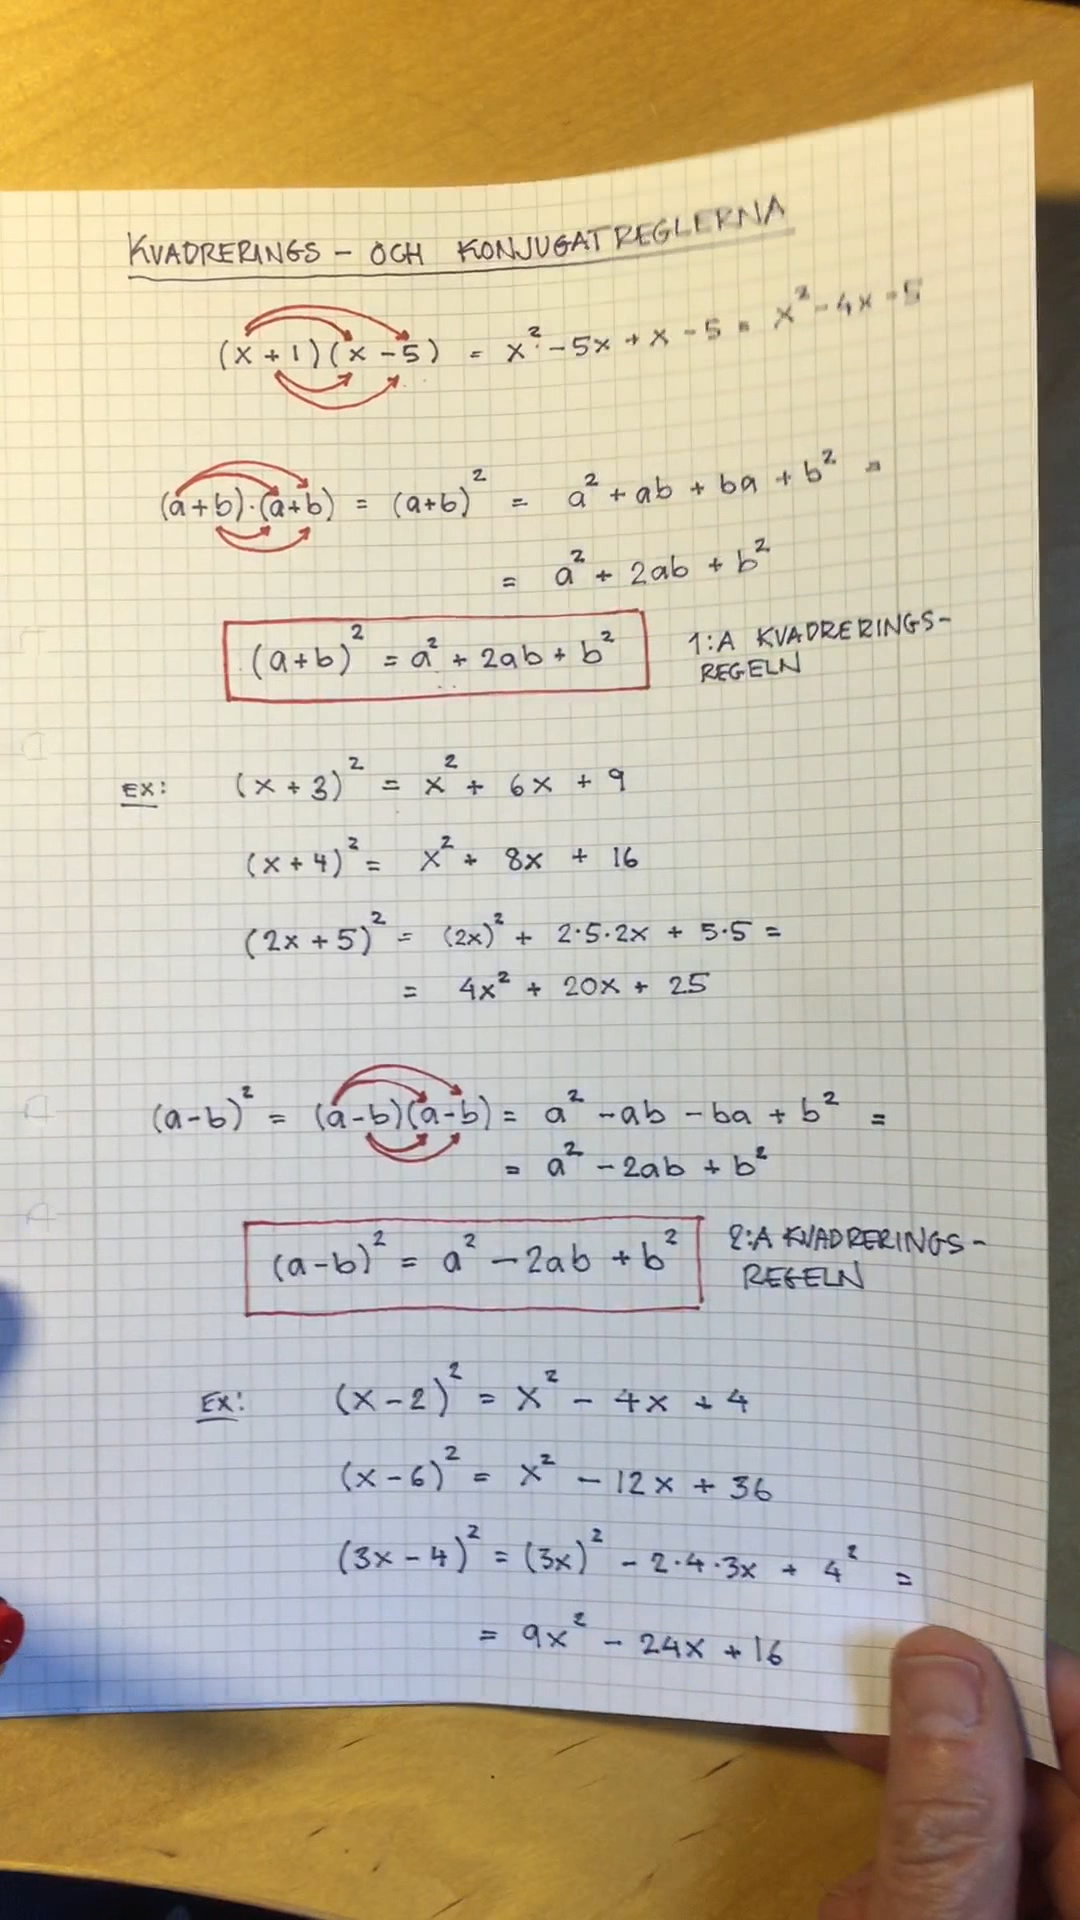 KVADRERINGS- OCH KONJUGATREGLERNA
(x+1)(x-5) = x² - 5x + x - 5 = x² - 4x - 5
(a+b)·(a+b) = (a+b)² = a² + ab + ba + b² =
= a² + 2ab + b²
(a+b)² = a² + 2ab + b² 1:A KVADRERINGS-
REGELN
EX: (x+3)² = x² + 6x + 9
(x+4)² = x² + 8x + 16
(2x+5)² = (2x)² + 2·5·2x + 5·5 =
= 4x² + 20x + 25
(a-b)² = (a-b)(a-b) = a² - ab - ba + b² =
= a² - 2ab + b²
(a-b)² = a² - 2ab + b² 2:A KVADRERINGS-
REGELN
EX: (x-2)² = x² - 4x + 4
(x-6)² = x² - 12x + 36
(3x-4)² = (3x)² - 2·4·3x + 4² =
= 9x² - 24x + 16